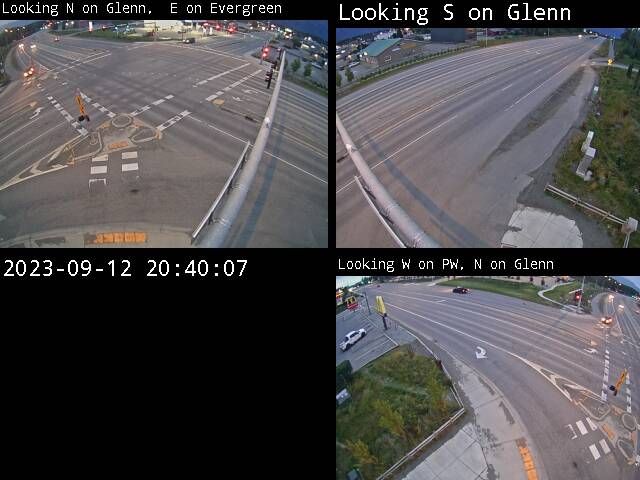 Looking N on Glenn, E on Evergreen
Looking S on Glenn
2023-09-12 20:40:07
Looking W on PW, N on Glenn